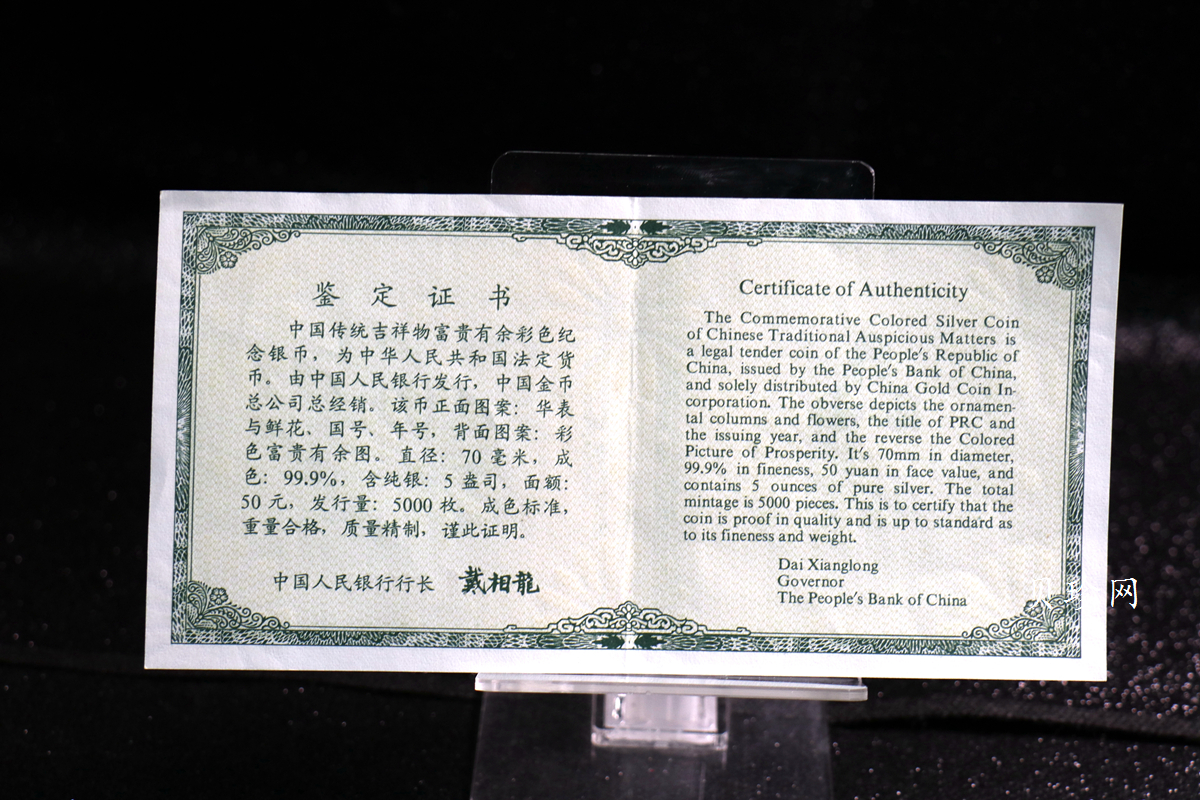 鉴定证书
中国传统吉祥物富贵有余彩色纪
念银币，为中华人民共和国法定货
币。由中国人民银行发行，中国金币
总公司总经销。该币正面图案：华表
与鲜花、国号、年号，背面图案：彩
色富贵有余图。直径：70毫米，成
色：99.9%，含纯银：5盎司，面额：
50元，发行量：5000枚。成色标准，
重量合格，质量精制，谨此证明。
中国人民银行行长 戴相龍
Certificate of Authenticity
The Commemorative Colored Silver Coin
of Chinese Traditional Auspicious Matters is
a legal tender coin of the People's Republic of
China, issued by the People's Bank of China,
and solely distributed by China Gold Coin In-
corporation. The obverse depicts the ornamen-
tal columns and flowers, the title of PRC and
the issuing year, and the reverse the Colored
Picture of Prosperity. It's 70mm in diameter,
99.9% in fineness, 50 yuan in face value, and
contains 5 ounces of pure silver. The total
mintage is 5000 pieces. This is to certify that the
coin is proof in quality and is up to standard as
to its fineness and weight.
Dai Xianglong
Governor
The People's Bank of China
网